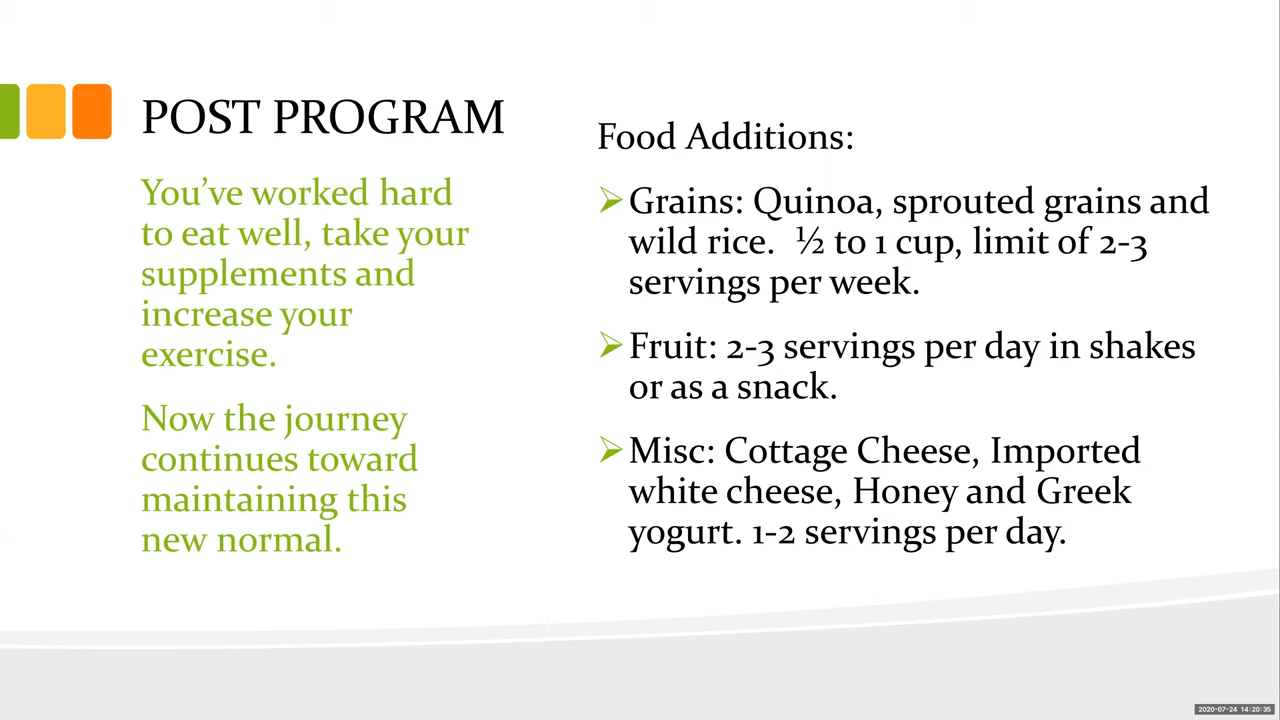 POST PROGRAM
You’ve worked hard
to eat well, take your
supplements and
increase your
exercise.
Now the journey
continues toward
maintaining this
new normal.
Food Additions:
Grains: Quinoa, sprouted grains and
wild rice.  ½ to 1 cup, limit of 2-3
servings per week.
Fruit: 2-3 servings per day in shakes
or as a snack.
Misc: Cottage Cheese, Imported
white cheese, Honey and Greek
yogurt. 1-2 servings per day.
2020-07-24 14:20:35